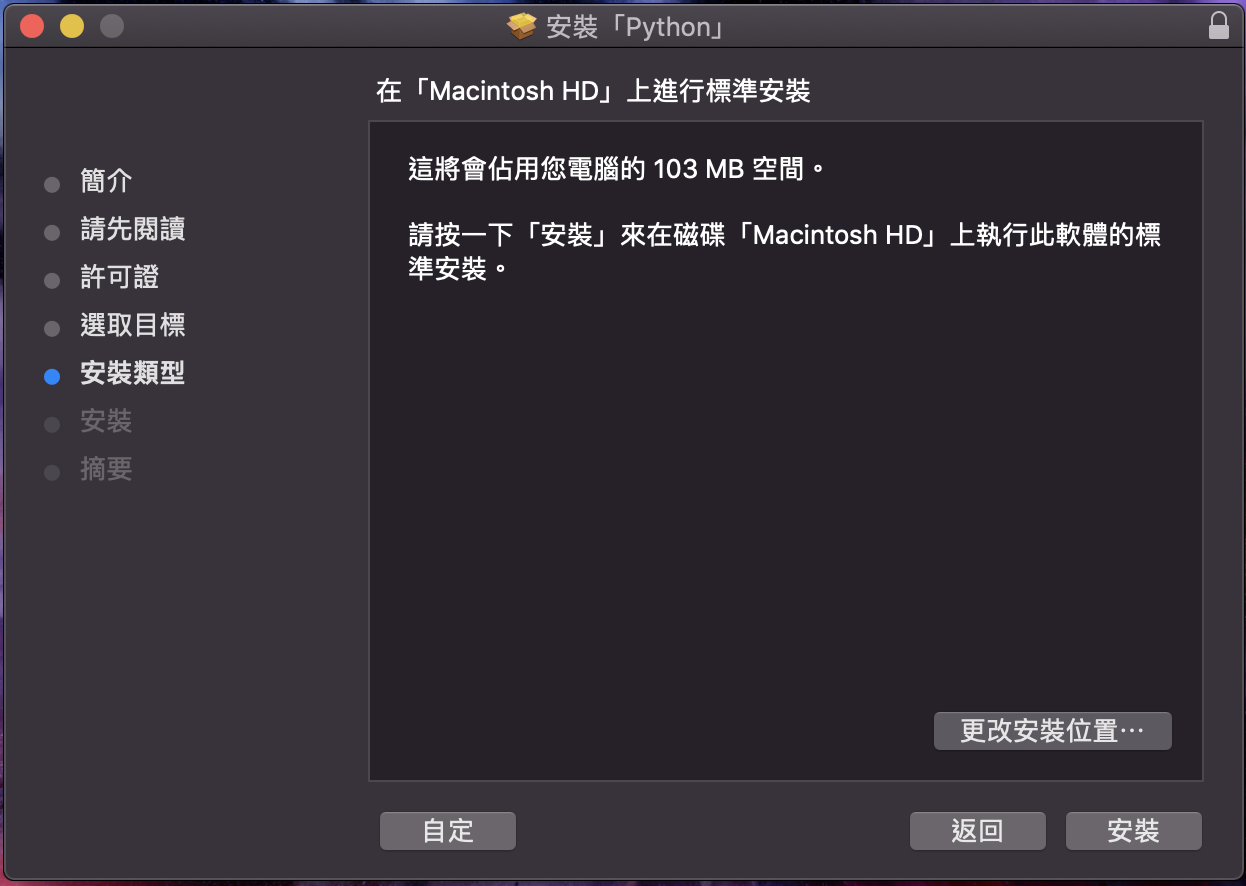 安裝「Python」
在「Macintosh HD」上進行標準安裝
簡介
請先閱讀
許可證
選取目標
安裝類型
安裝
摘要
這將會佔用您電腦的 103 MB 空間。
請按一下「安裝」來在磁碟「Macintosh HD」上執行此軟體的標
準安裝。
更改安裝位置⋯
自定
返回
安裝